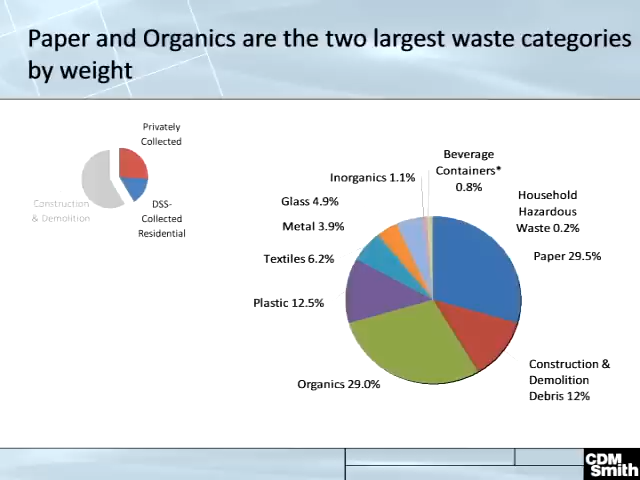 Paper and Organics are the two largest waste categories
by weight
Privately
Collected
Construction
& Demolition
DSS-
Collected
Residential
Beverage
Containers*
0.8%
Inorganics 1.1%
Household
Hazardous
Waste 0.2%
Glass 4.9%
Metal 3.9%
Paper 29.5%
Textiles 6.2%
Plastic 12.5%
Construction &
Demolition
Debris 12%
Organics 29.0%
CDM
Smith